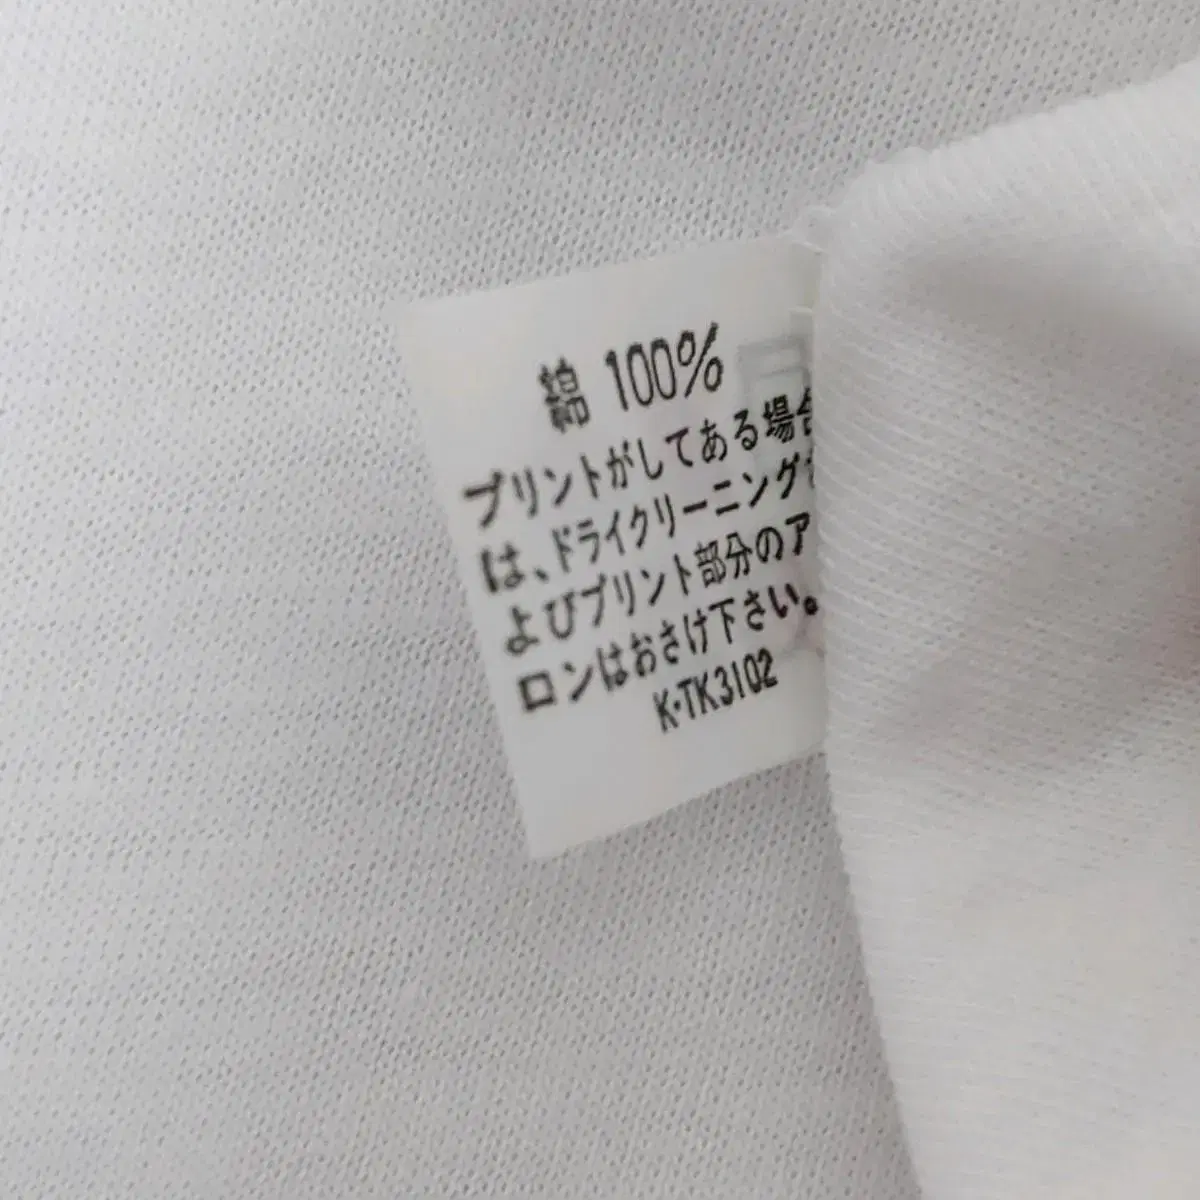 綿 100%
プリントがしてある場合
は、ドライクリーニング
よびプリント部分のア
ロンはおさけ下さい。
K・TK3102